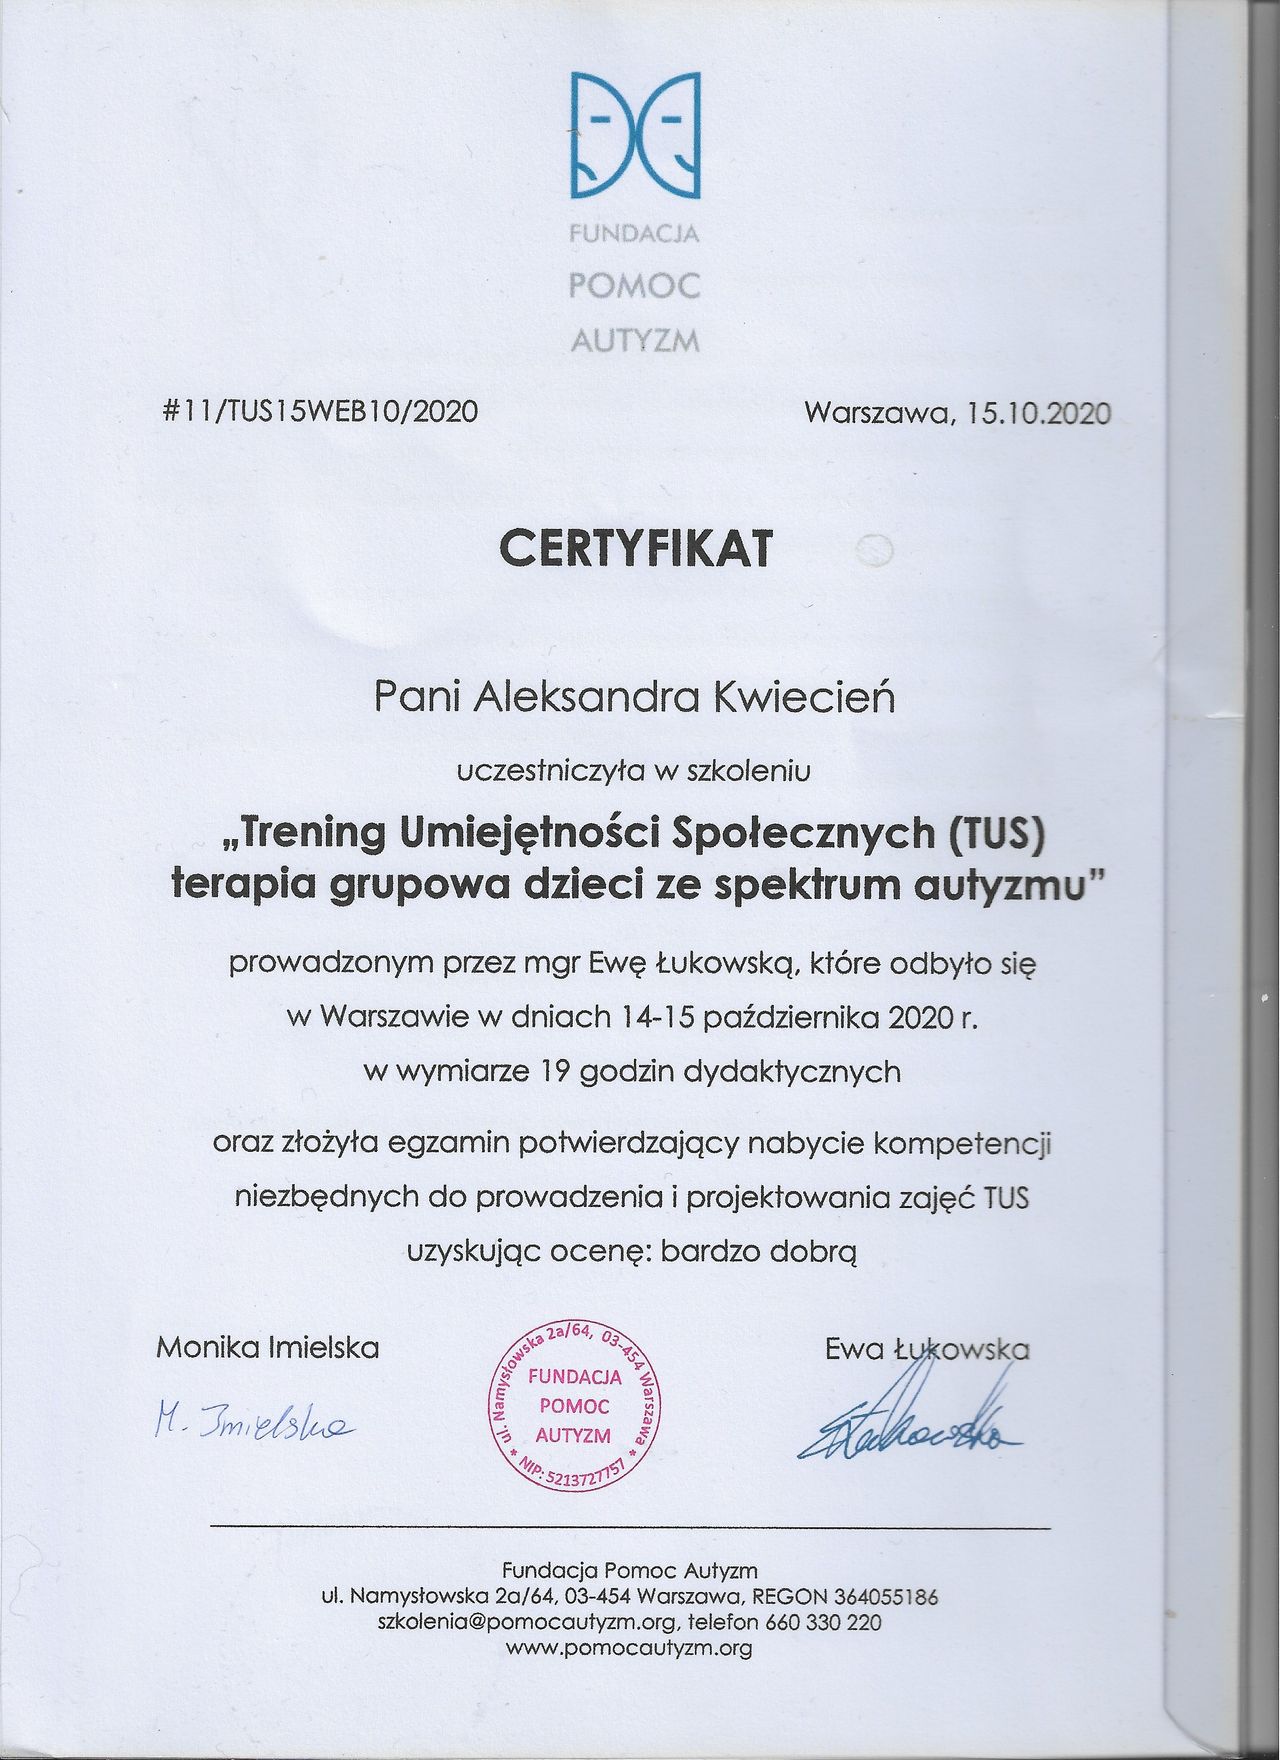 FUNDACJA
POMOC
AUTYZM
#11/TUS15WEB10/2020
Warszawa, 15.10.2020
CERTYFIKAT
Pani Aleksandra Kwiecień
uczestniczyła w szkoleniu
„Trening Umiejętności Społecznych (TUS)
terapia grupowa dzieci ze spektrum autyzmu”
prowadzonym przez mgr Ewę Łukowską, które odbyło się
w Warszawie w dniach 14-15 października 2020 r.
w wymiarze 19 godzin dydaktycznych
oraz złożyła egzamin potwierdzający nabycie kompetencji
niezbędnych do prowadzenia i projektowania zajęć TUS
uzyskując ocenę: bardzo dobrą
Monika Imielska
M. Imielska
ul. Namysłowska 2a/64, 03-454 Warszawa
FUNDACJA
POMOC
AUTYZM
* NIP: 5213727757 *
Ewa Łukowska
EŁukowska
Fundacja Pomoc Autyzm
ul. Namysłowska 2a/64, 03-454 Warszawa, REGON 364055186
szkolenia@pomocautyzm.org, telefon 660 330 220
www.pomocautyzm.org